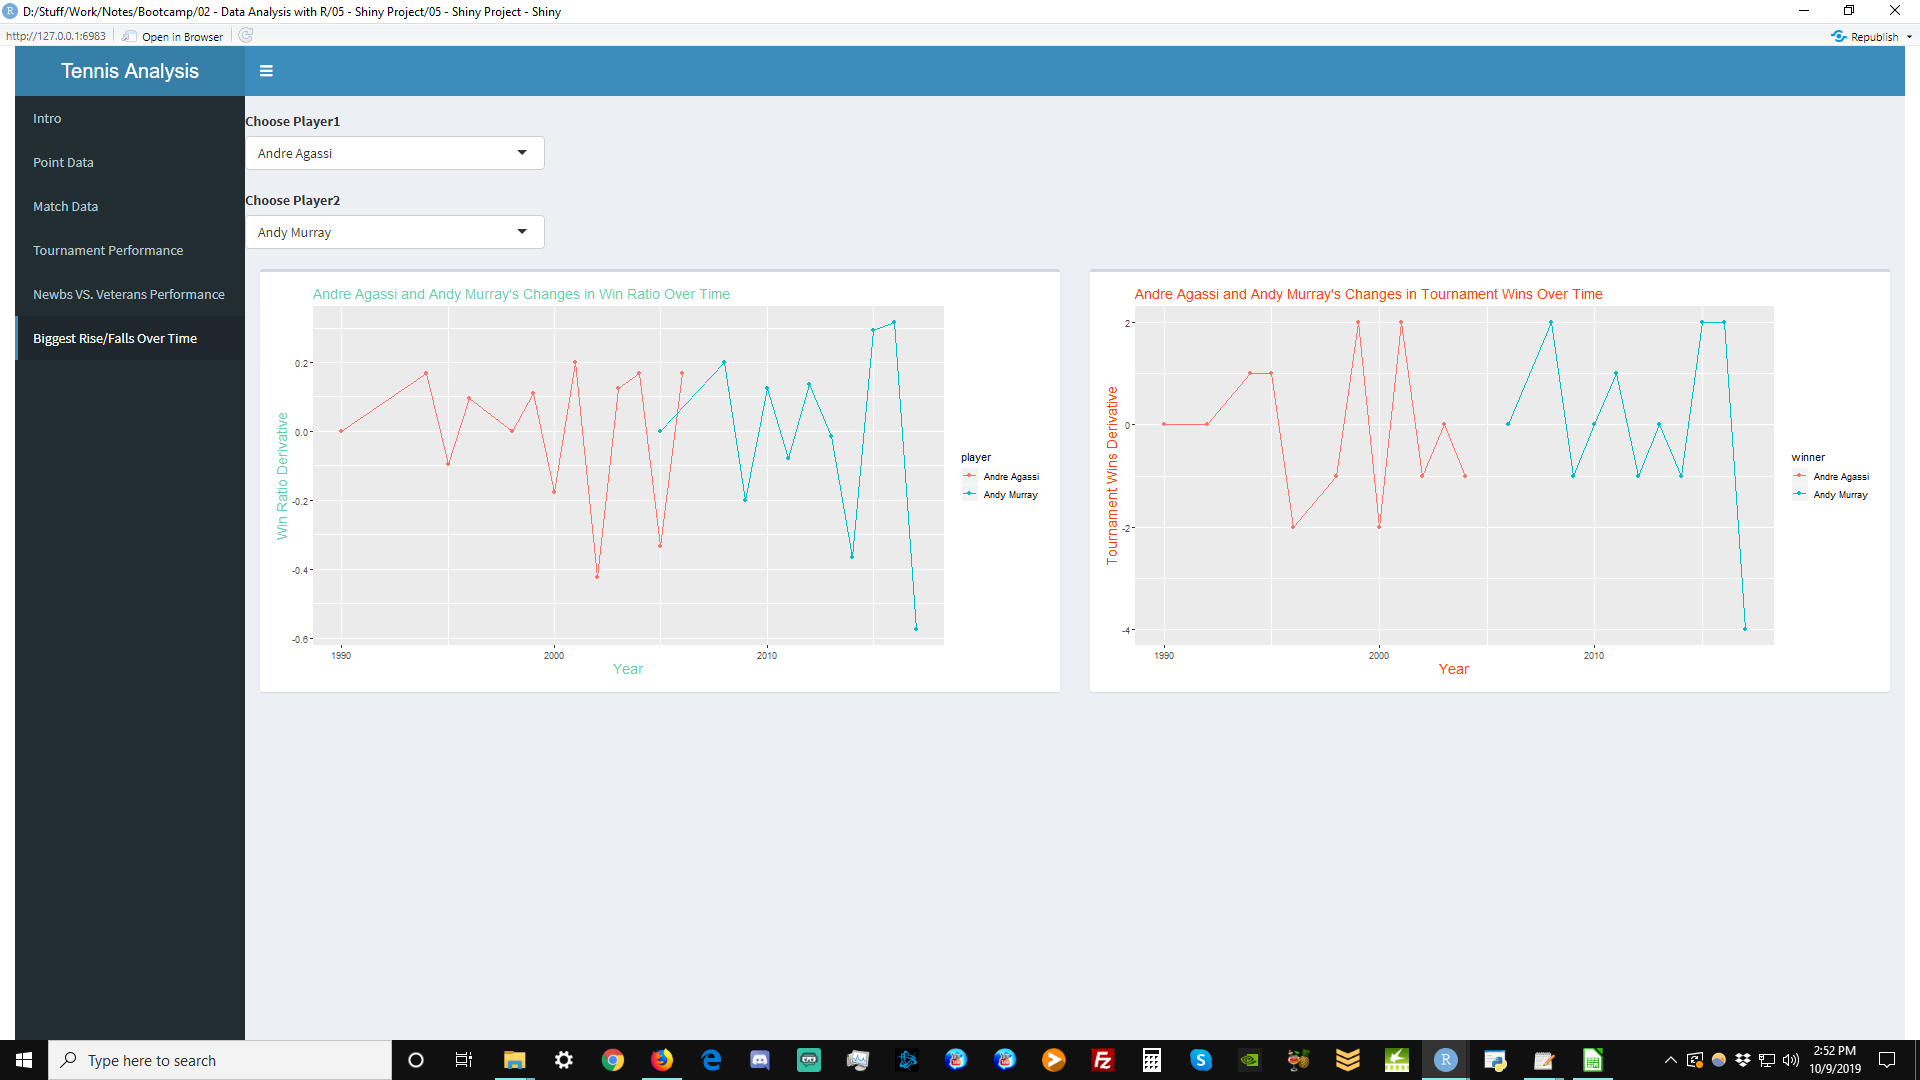 D:/Stuff/Work/Notes/Bootcamp/02 - Data Analysis with R/05 - Shiny Project/05 - Shiny Project - Shiny
http://127.0.0.1:6983 Open in Browser Republish
Tennis Analysis
Intro
Point Data
Match Data
Tournament Performance
Newbs VS. Veterans Performance
Biggest Rise/Falls Over Time
Choose Player1
Andre Agassi
Choose Player2
Andy Murray
Andre Agassi and Andy Murray's Changes in Win Ratio Over Time
Win Ratio Derivative
0.2
0.0
-0.2
-0.4
-0.6
1990 2000 2010
Year
player
Andre Agassi
Andy Murray
Andre Agassi and Andy Murray's Changes in Tournament Wins Over Time
Tournament Wins Derivative
2
0
-2
-4
1990 2000 2010
Year
winner
Andre Agassi
Andy Murray
Type here to search
2:52 PM
10/9/2019